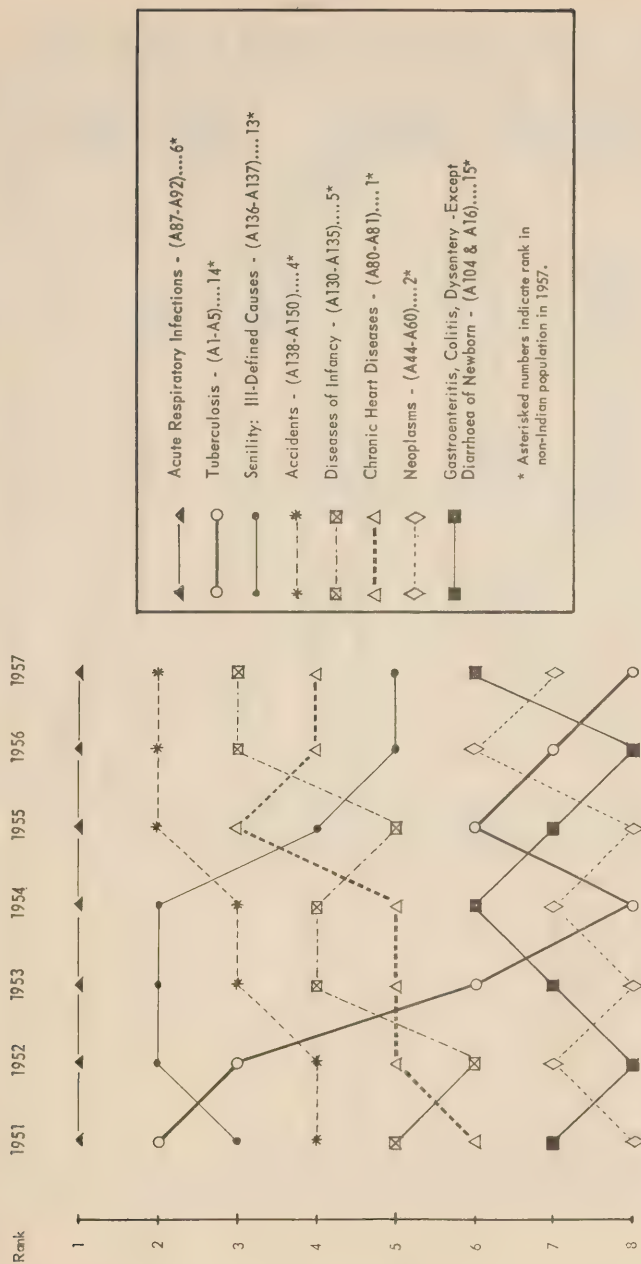 Rank
1951 1952 1953 1954 1955 1956 1957
1
2
3
4
5
6
7
8
Acute Respiratory Infections - (A87-A92)....6*
Tuberculosis - (A1-A5)....14*
Senility: Ill-Defined Causes - (A136-A137)....13*
Accidents - (A138-A150)....4*
Diseases of Infancy - (A130-A135)....5*
Chronic Heart Diseases - (A80-A81)....1*
Neoplasms - (A44-A60)....2*
Gastroenteritis, Colitis, Dysentery - Except
Diarrhoea of Newborn - (A104 & A16)....15*
* Asterisked numbers indicate rank in
non-Indian population in 1957.